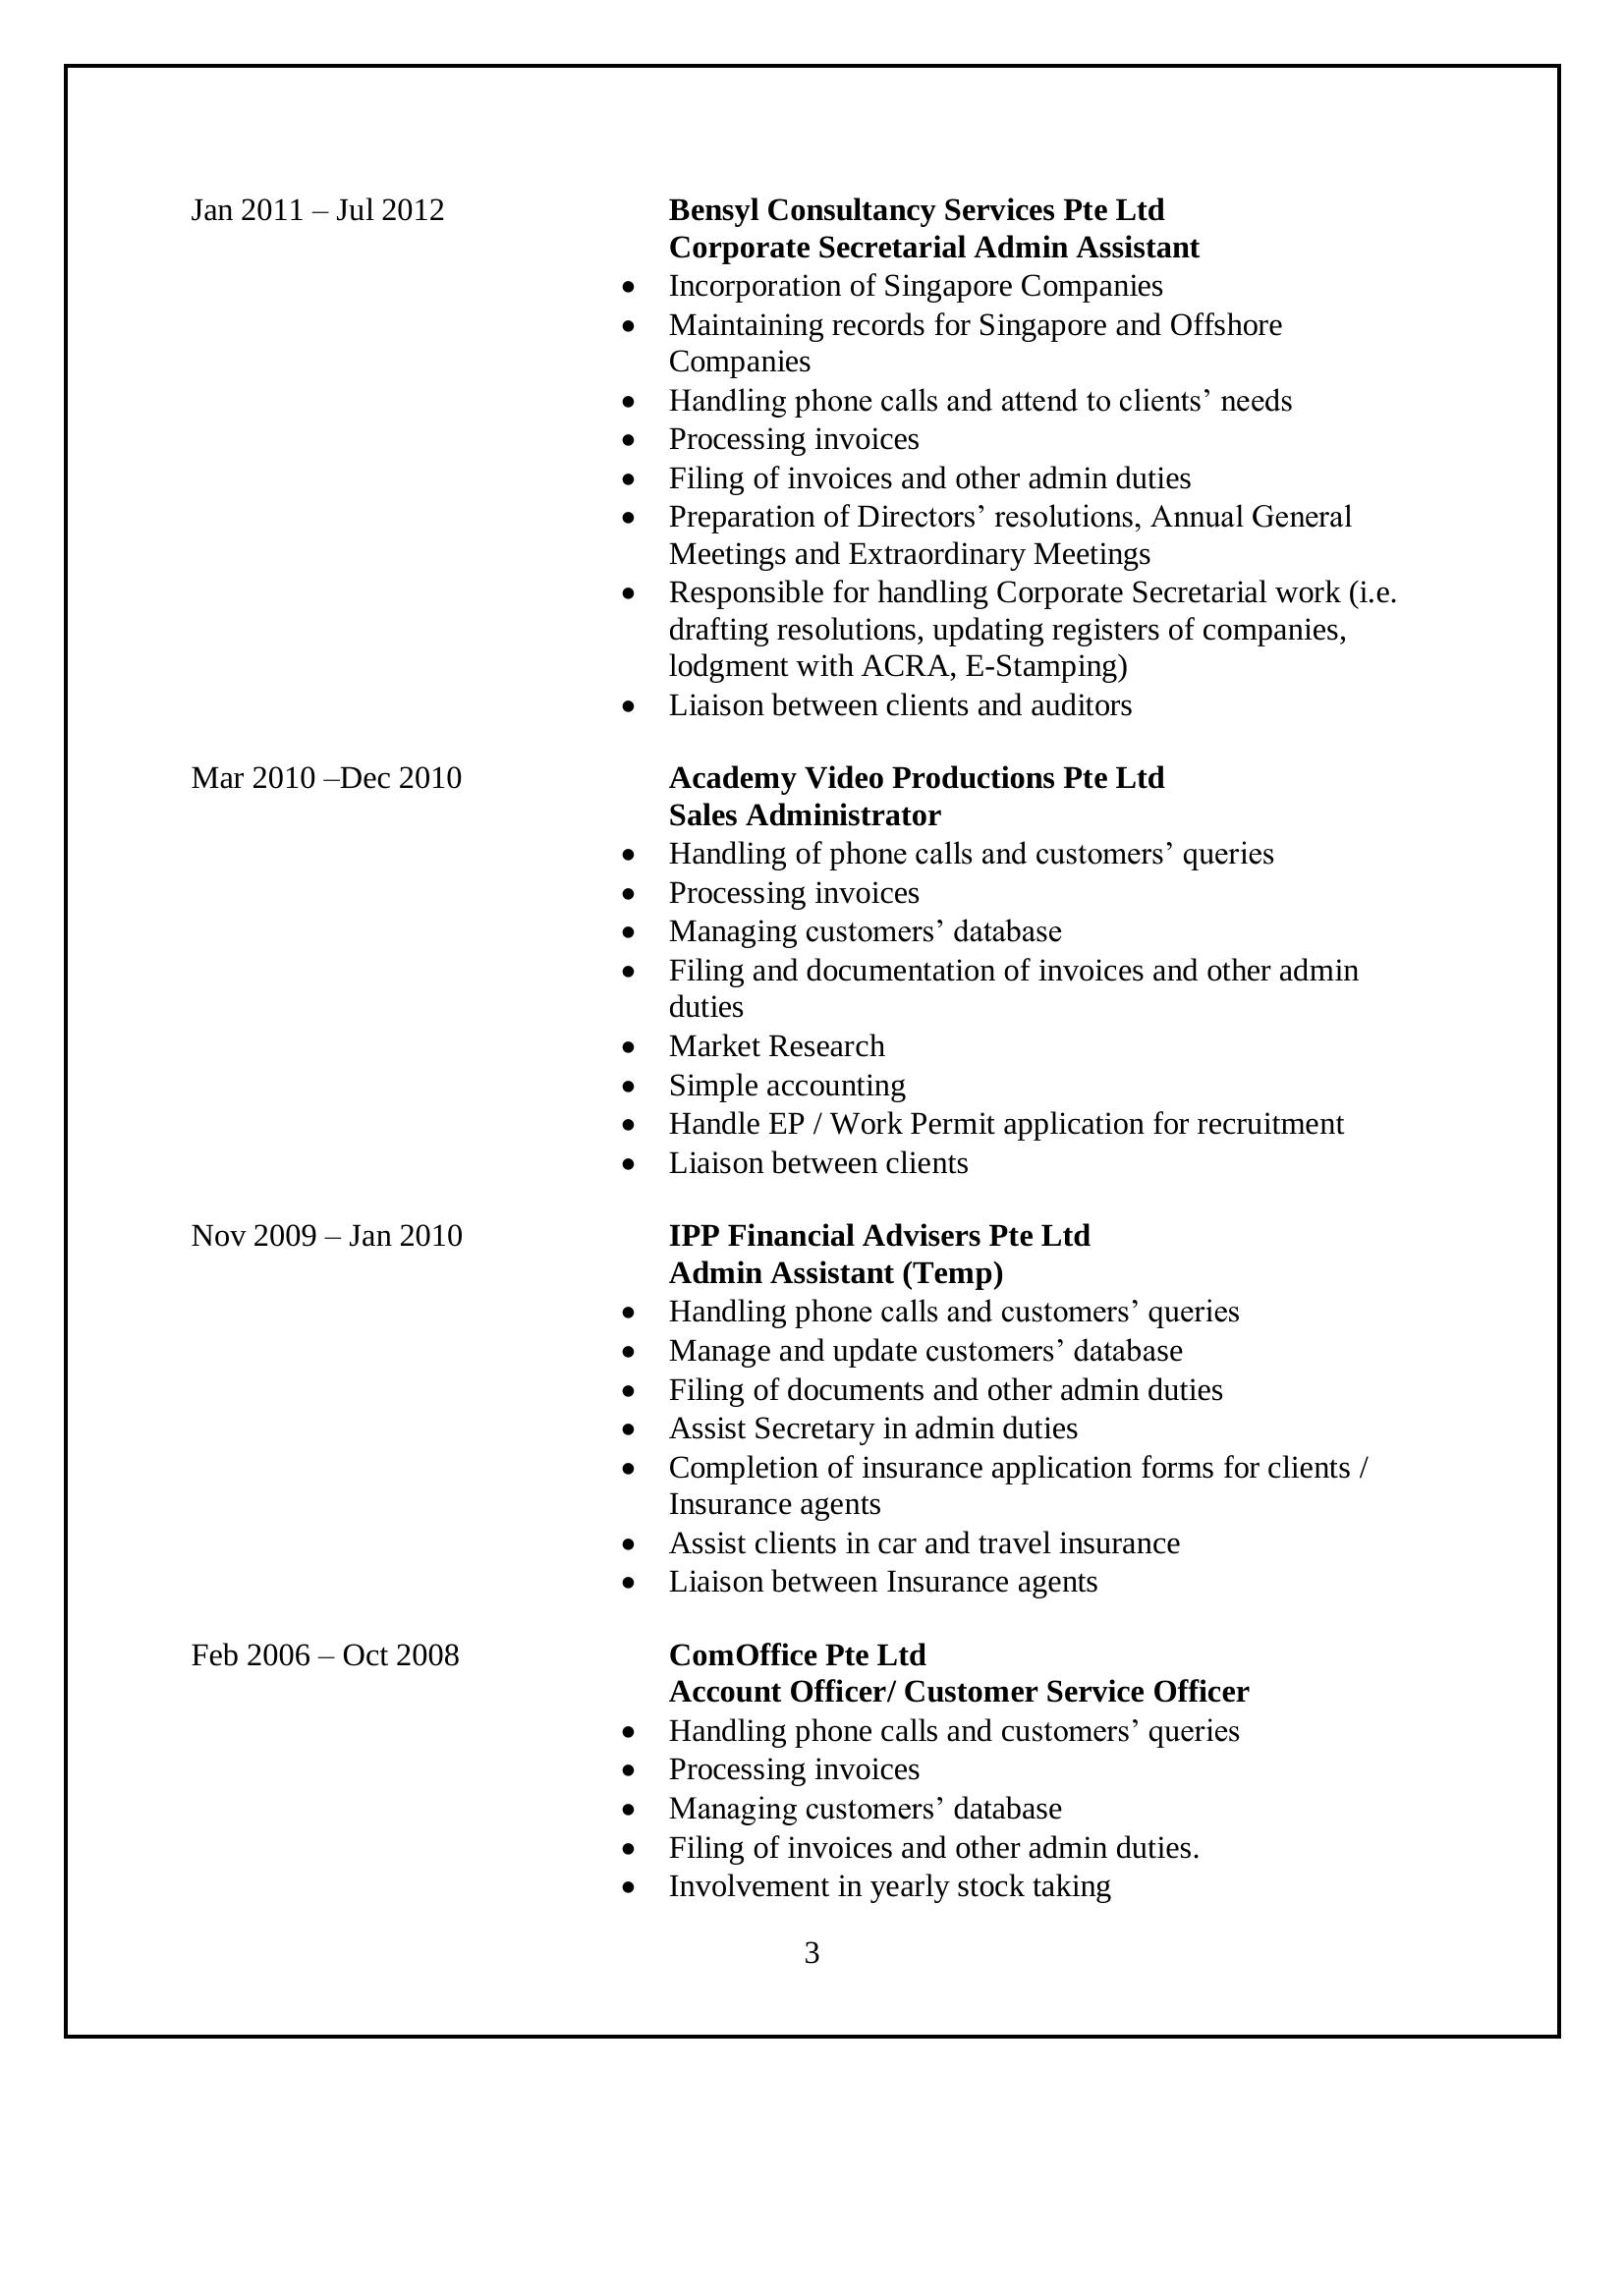 Jan 2011 – Jul 2012 Bensyl Consultancy Services Pte Ltd
Corporate Secretarial Admin Assistant
• Incorporation of Singapore Companies
• Maintaining records for Singapore and Offshore
Companies
• Handling phone calls and attend to clients’ needs
• Processing invoices
• Filing of invoices and other admin duties
• Preparation of Directors’ resolutions, Annual General
Meetings and Extraordinary Meetings
• Responsible for handling Corporate Secretarial work (i.e.
drafting resolutions, updating registers of companies,
lodgment with ACRA, E-Stamping)
• Liaison between clients and auditors
Mar 2010 –Dec 2010 Academy Video Productions Pte Ltd
Sales Administrator
• Handling of phone calls and customers’ queries
• Processing invoices
• Managing customers’ database
• Filing and documentation of invoices and other admin
duties
• Market Research
• Simple accounting
• Handle EP / Work Permit application for recruitment
• Liaison between clients
Nov 2009 – Jan 2010 IPP Financial Advisers Pte Ltd
Admin Assistant (Temp)
• Handling phone calls and customers’ queries
• Manage and update customers’ database
• Filing of documents and other admin duties
• Assist Secretary in admin duties
• Completion of insurance application forms for clients /
Insurance agents
• Assist clients in car and travel insurance
• Liaison between Insurance agents
Feb 2006 – Oct 2008 ComOffice Pte Ltd
Account Officer/ Customer Service Officer
• Handling phone calls and customers’ queries
• Processing invoices
• Managing customers’ database
• Filing of invoices and other admin duties.
• Involvement in yearly stock taking
3